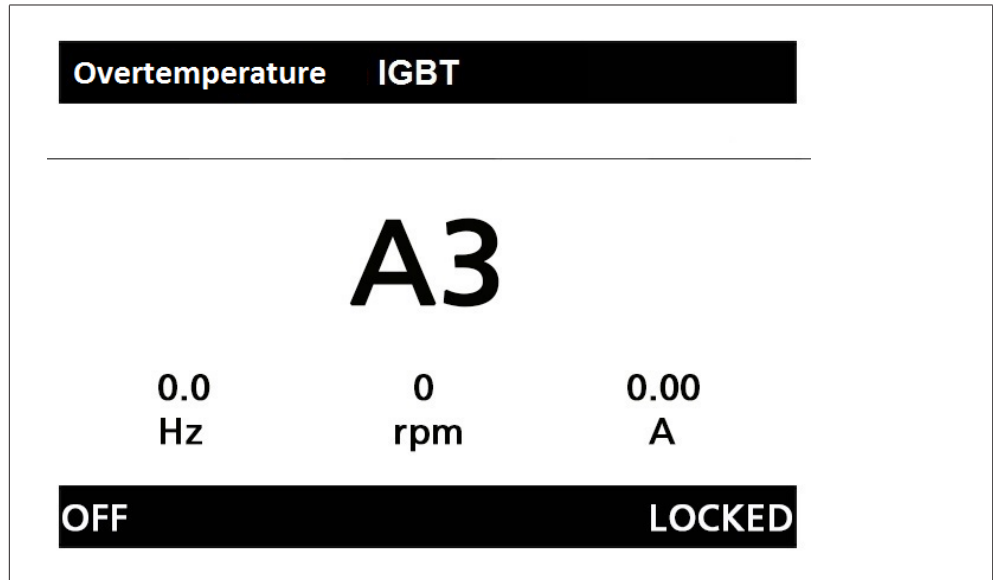 Overtemperature IGBT
A3
0.0 0 0.00
Hz rpm A
OFF LOCKED